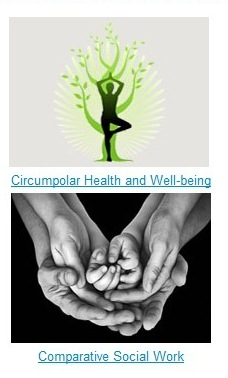 Circumpolar Health and Well-being
Comparative Social Work